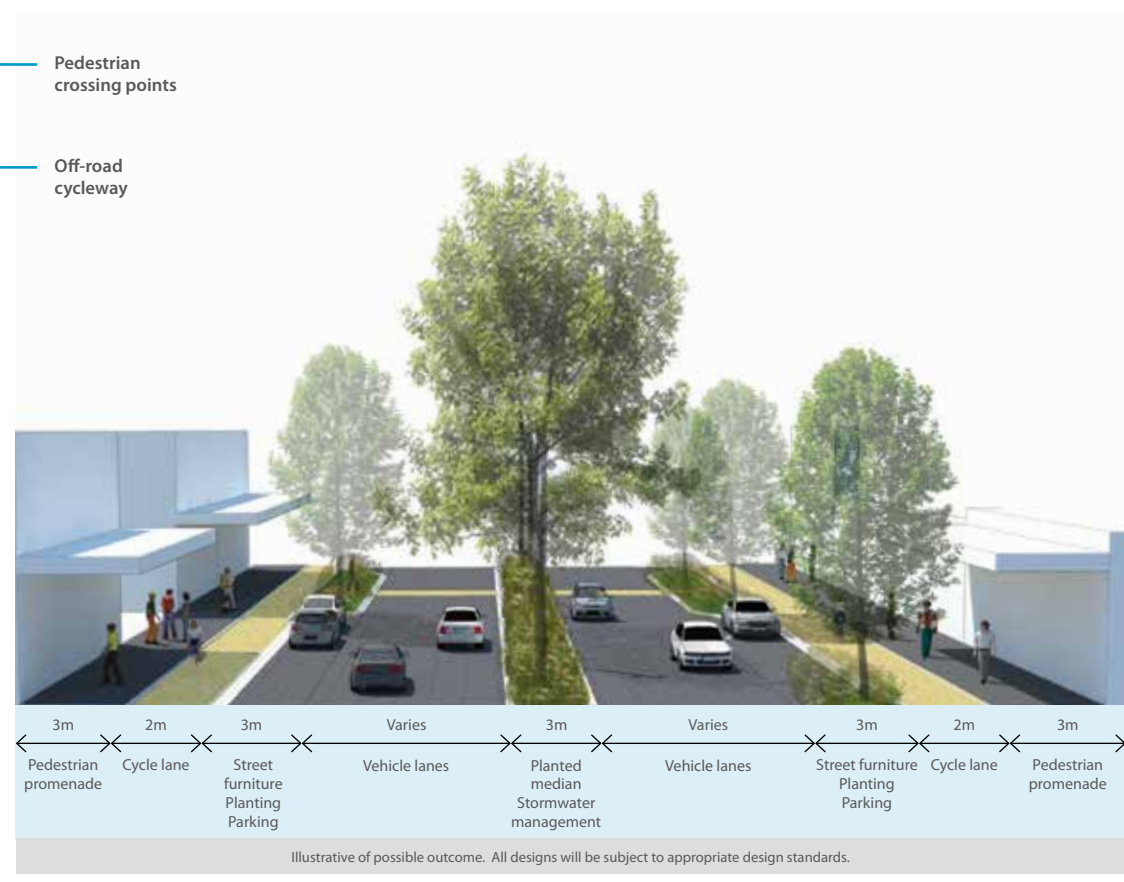 Pedestrian
crossing points
Off-road
cycleway
3m 2m 3m Varies 3m Varies 3m 2m 3m
Pedestrian
promenade
Cycle lane
Street
furniture
Planting
Parking
Vehicle lanes
Planted
median
Stormwater
management
Vehicle lanes
Street furniture
Planting
Parking
Cycle lane
Pedestrian
promenade
Illustrative of possible outcome. All designs will be subject to appropriate design standards.